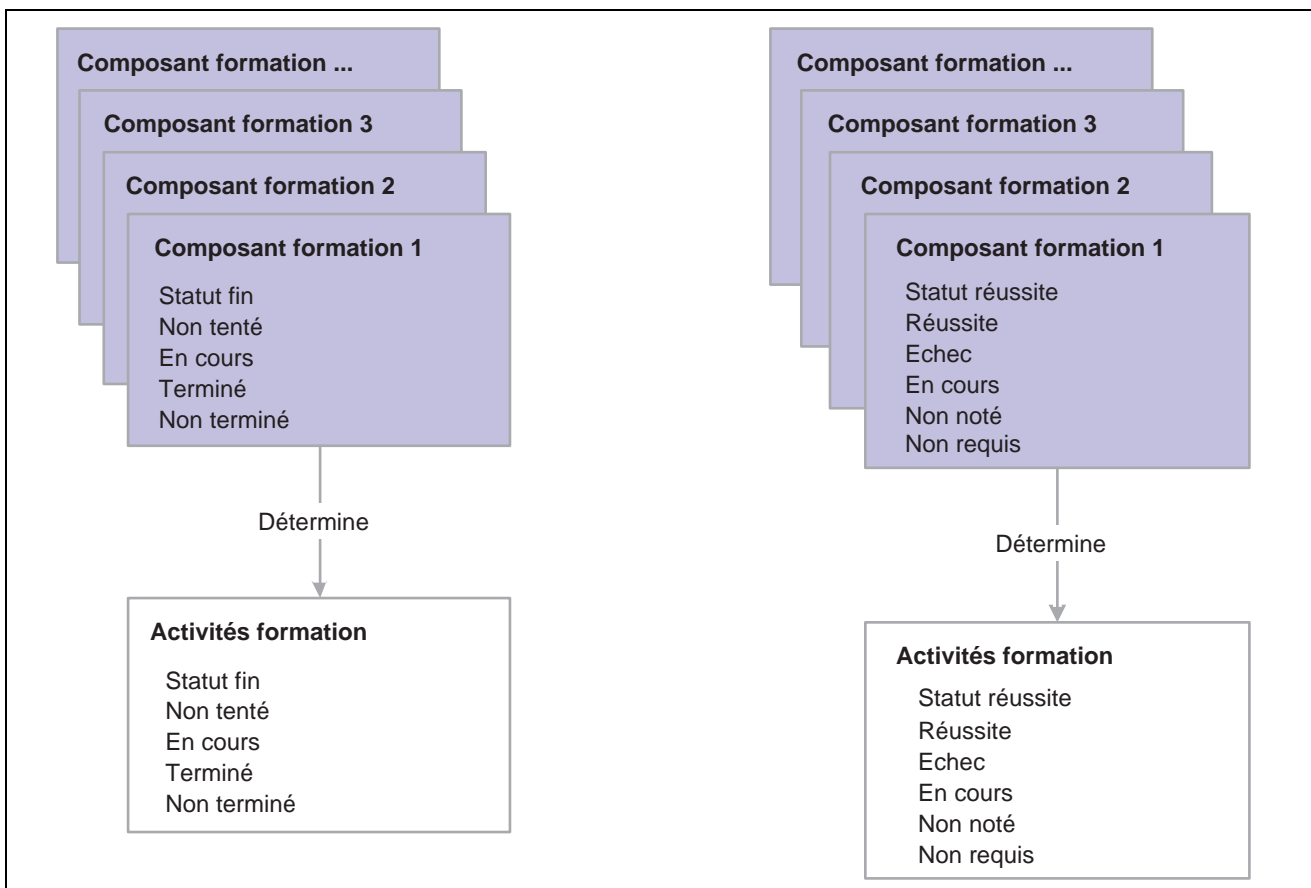 Composant formation ...
Composant formation 3
Composant formation 2
Composant formation 1
Statut fin
Non tenté
En cours
Terminé
Non terminé
Détermine
Activités formation
Statut fin
Non tenté
En cours
Terminé
Non terminé
Composant formation ...
Composant formation 3
Composant formation 2
Composant formation 1
Statut réussite
Réussite
Echec
En cours
Non noté
Non requis
Détermine
Activités formation
Statut réussite
Réussite
Echec
En cours
Non noté
Non requis